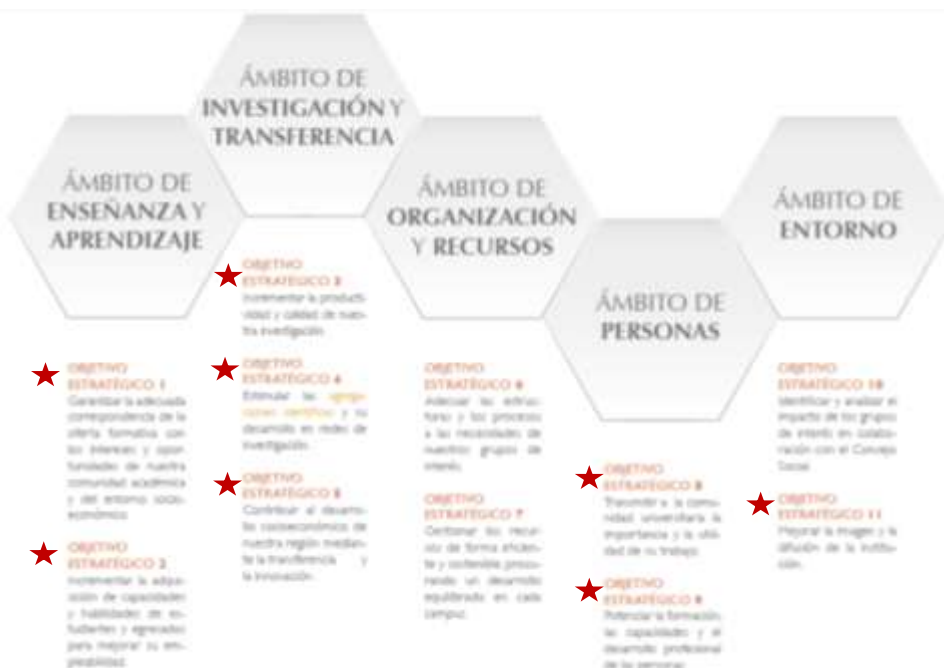 ÁMBITO DE
INVESTIGACIÓN Y
TRANSFERENCIA
ÁMBITO DE
ENSEÑANZA Y
APRENDIZAJE
ÁMBITO DE
ORGANIZACIÓN
Y RECURSOS
ÁMBITO DE
ENTORNO
ÁMBITO DE
PERSONAS
OBJETIVO
ESTRATÉGICO 1
Garantizar la adecuada
correspondencia de la
oferta formativa con
los intereses y opor-
tunidades de nuestra
comunidad académica
y del entorno socio-
económico.
OBJETIVO
ESTRATÉGICO 2
Incrementar la adqui-
sición de capacidades
y habilidades de es-
tudiantes y egresados
para mejorar su em-
pleabilidad.
OBJETIVO
ESTRATÉGICO 3
Incrementar la producti-
vidad y calidad de nues-
tra investigación.
OBJETIVO
ESTRATÉGICO 4
Estimular las agrega-
ciones científicas y su
desarrollo en redes de
investigación.
OBJETIVO
ESTRATÉGICO 5
Contribuir al desarro-
llo socioeconómico de
nuestra región median-
te la transferencia y
la innovación.
OBJETIVO
ESTRATÉGICO 6
Adecuar las estruc-
turas y los procesos
a las necesidades de
nuestros grupos de
interés.
OBJETIVO
ESTRATÉGICO 7
Gestionar los recur-
sos de forma eficien-
te y sostenible, procu-
rando un desarrollo
equilibrado en cada
campus.
OBJETIVO
ESTRATÉGICO 8
Transmitir a la comu-
nidad universitaria la
importancia y la utili-
dad de su trabajo.
OBJETIVO
ESTRATÉGICO 9
Potenciar la formación,
las capacidades y el
desarrollo profesional
de las personas.
OBJETIVO
ESTRATÉGICO 10
Identificar y analizar el
impacto de los grupos
de interés en colabo-
ración con el Consejo
Social.
OBJETIVO
ESTRATÉGICO 11
Mejorar la imagen y la
difusión de la institu-
ción.